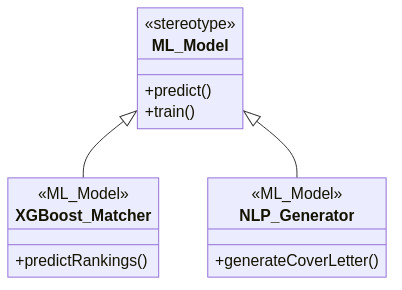 «stereotype»
ML_Model
+predict()
+train()
«ML_Model»
XGBoost_Matcher
+predictRankings()
«ML_Model»
NLP_Generator
+generateCoverLetter()